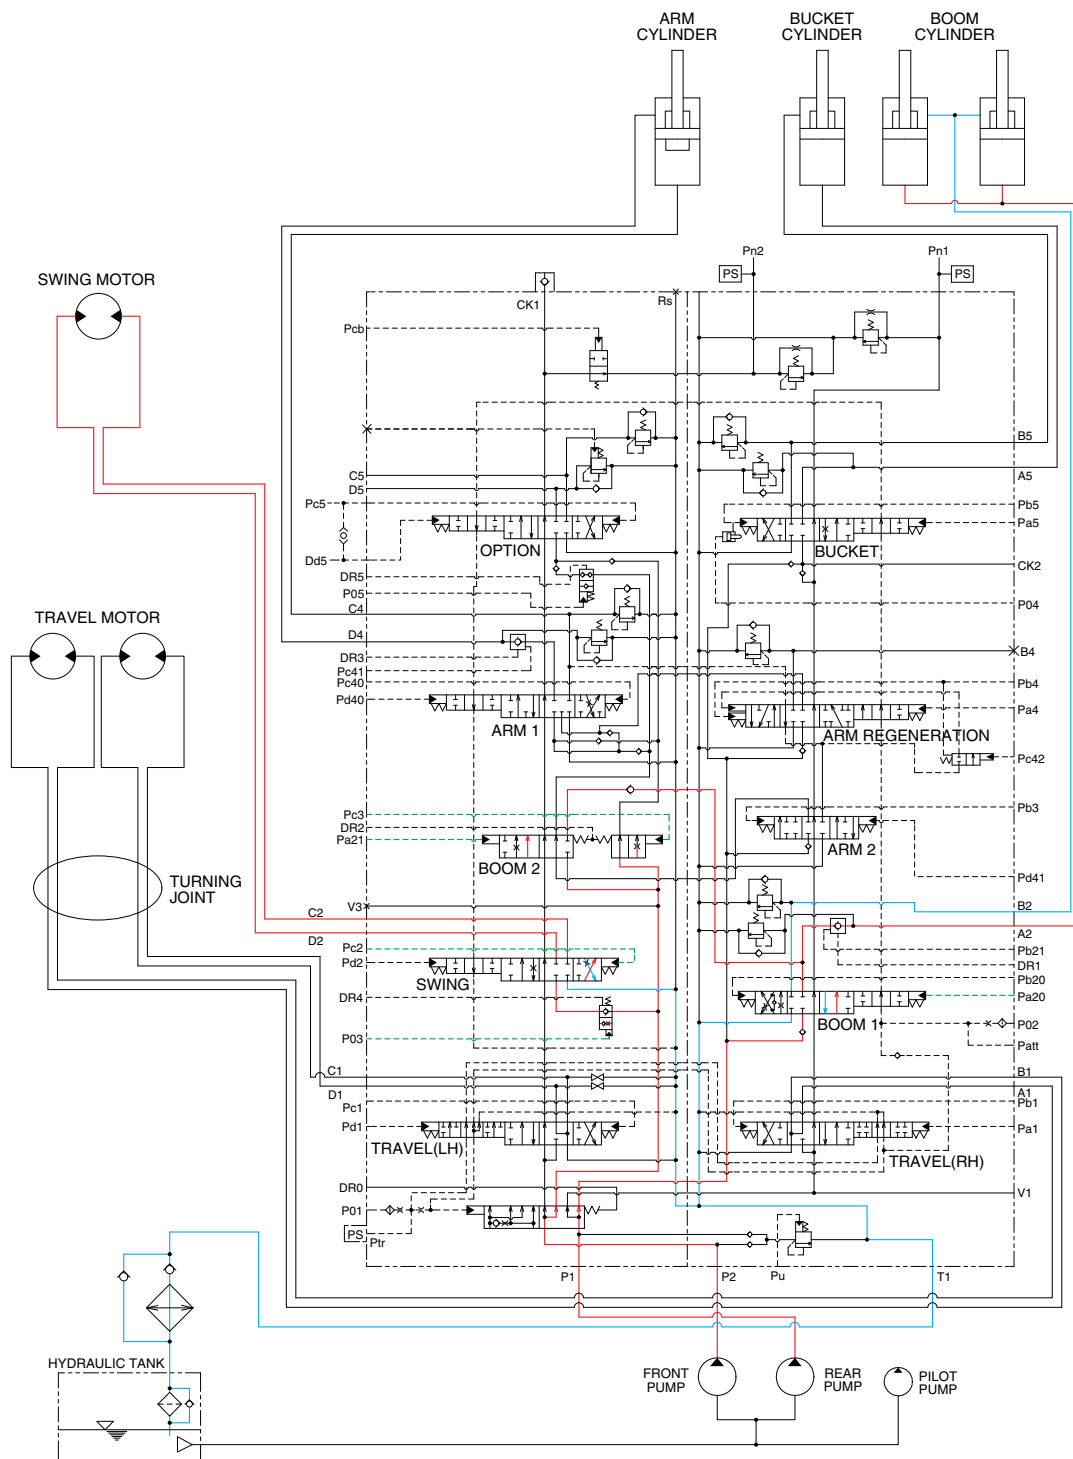 ARM
CYLINDER
BUCKET
CYLINDER
BOOM
CYLINDER
SWING MOTOR
Pn2
Pn1
PS
PS
CK1
Rs
Pcb
B5
C5
A5
D5
Pc5
Pb5
Pa5
OPTION
BUCKET
Dd5
CK2
DR5
P05
P04
C4
TRAVEL MOTOR
D4
B4
DR3
Pc41
Pc40
Pb4
Pd40
Pa4
ARM 1
ARM REGENERATION
Pc42
Pb3
Pc3
DR2
Pa21
ARM 2
BOOM 2
Pd41
TURNING
JOINT
V3
B2
C2
A2
D2
Pc2
Pb21
Pd2
DR1
SWING
Pb20
DR4
Pa20
BOOM 1
P02
P03
Patt
C1
B1
D1
A1
Pc1
Pb1
Pd1
Pa1
TRAVEL(LH)
TRAVEL(RH)
DR0
V1
P01
PS
Ptr
P1
P2
Pu
T1
HYDRAULIC TANK
FRONT
PUMP
REAR
PUMP
PILOT
PUMP